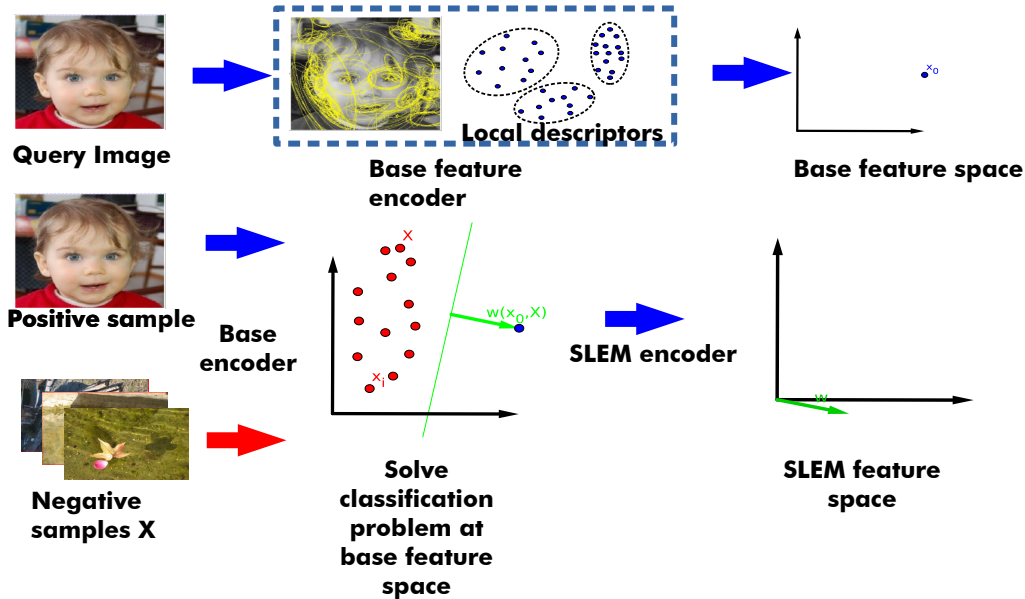 Query Image
Local descriptors
Base feature
encoder
x₀
Base feature space
Positive sample
Base
encoder
X
xᵢ
w(x₀,X)
SLEM encoder
w
Negative
samples X
Solve
classification
problem at
base feature
space
SLEM feature
space